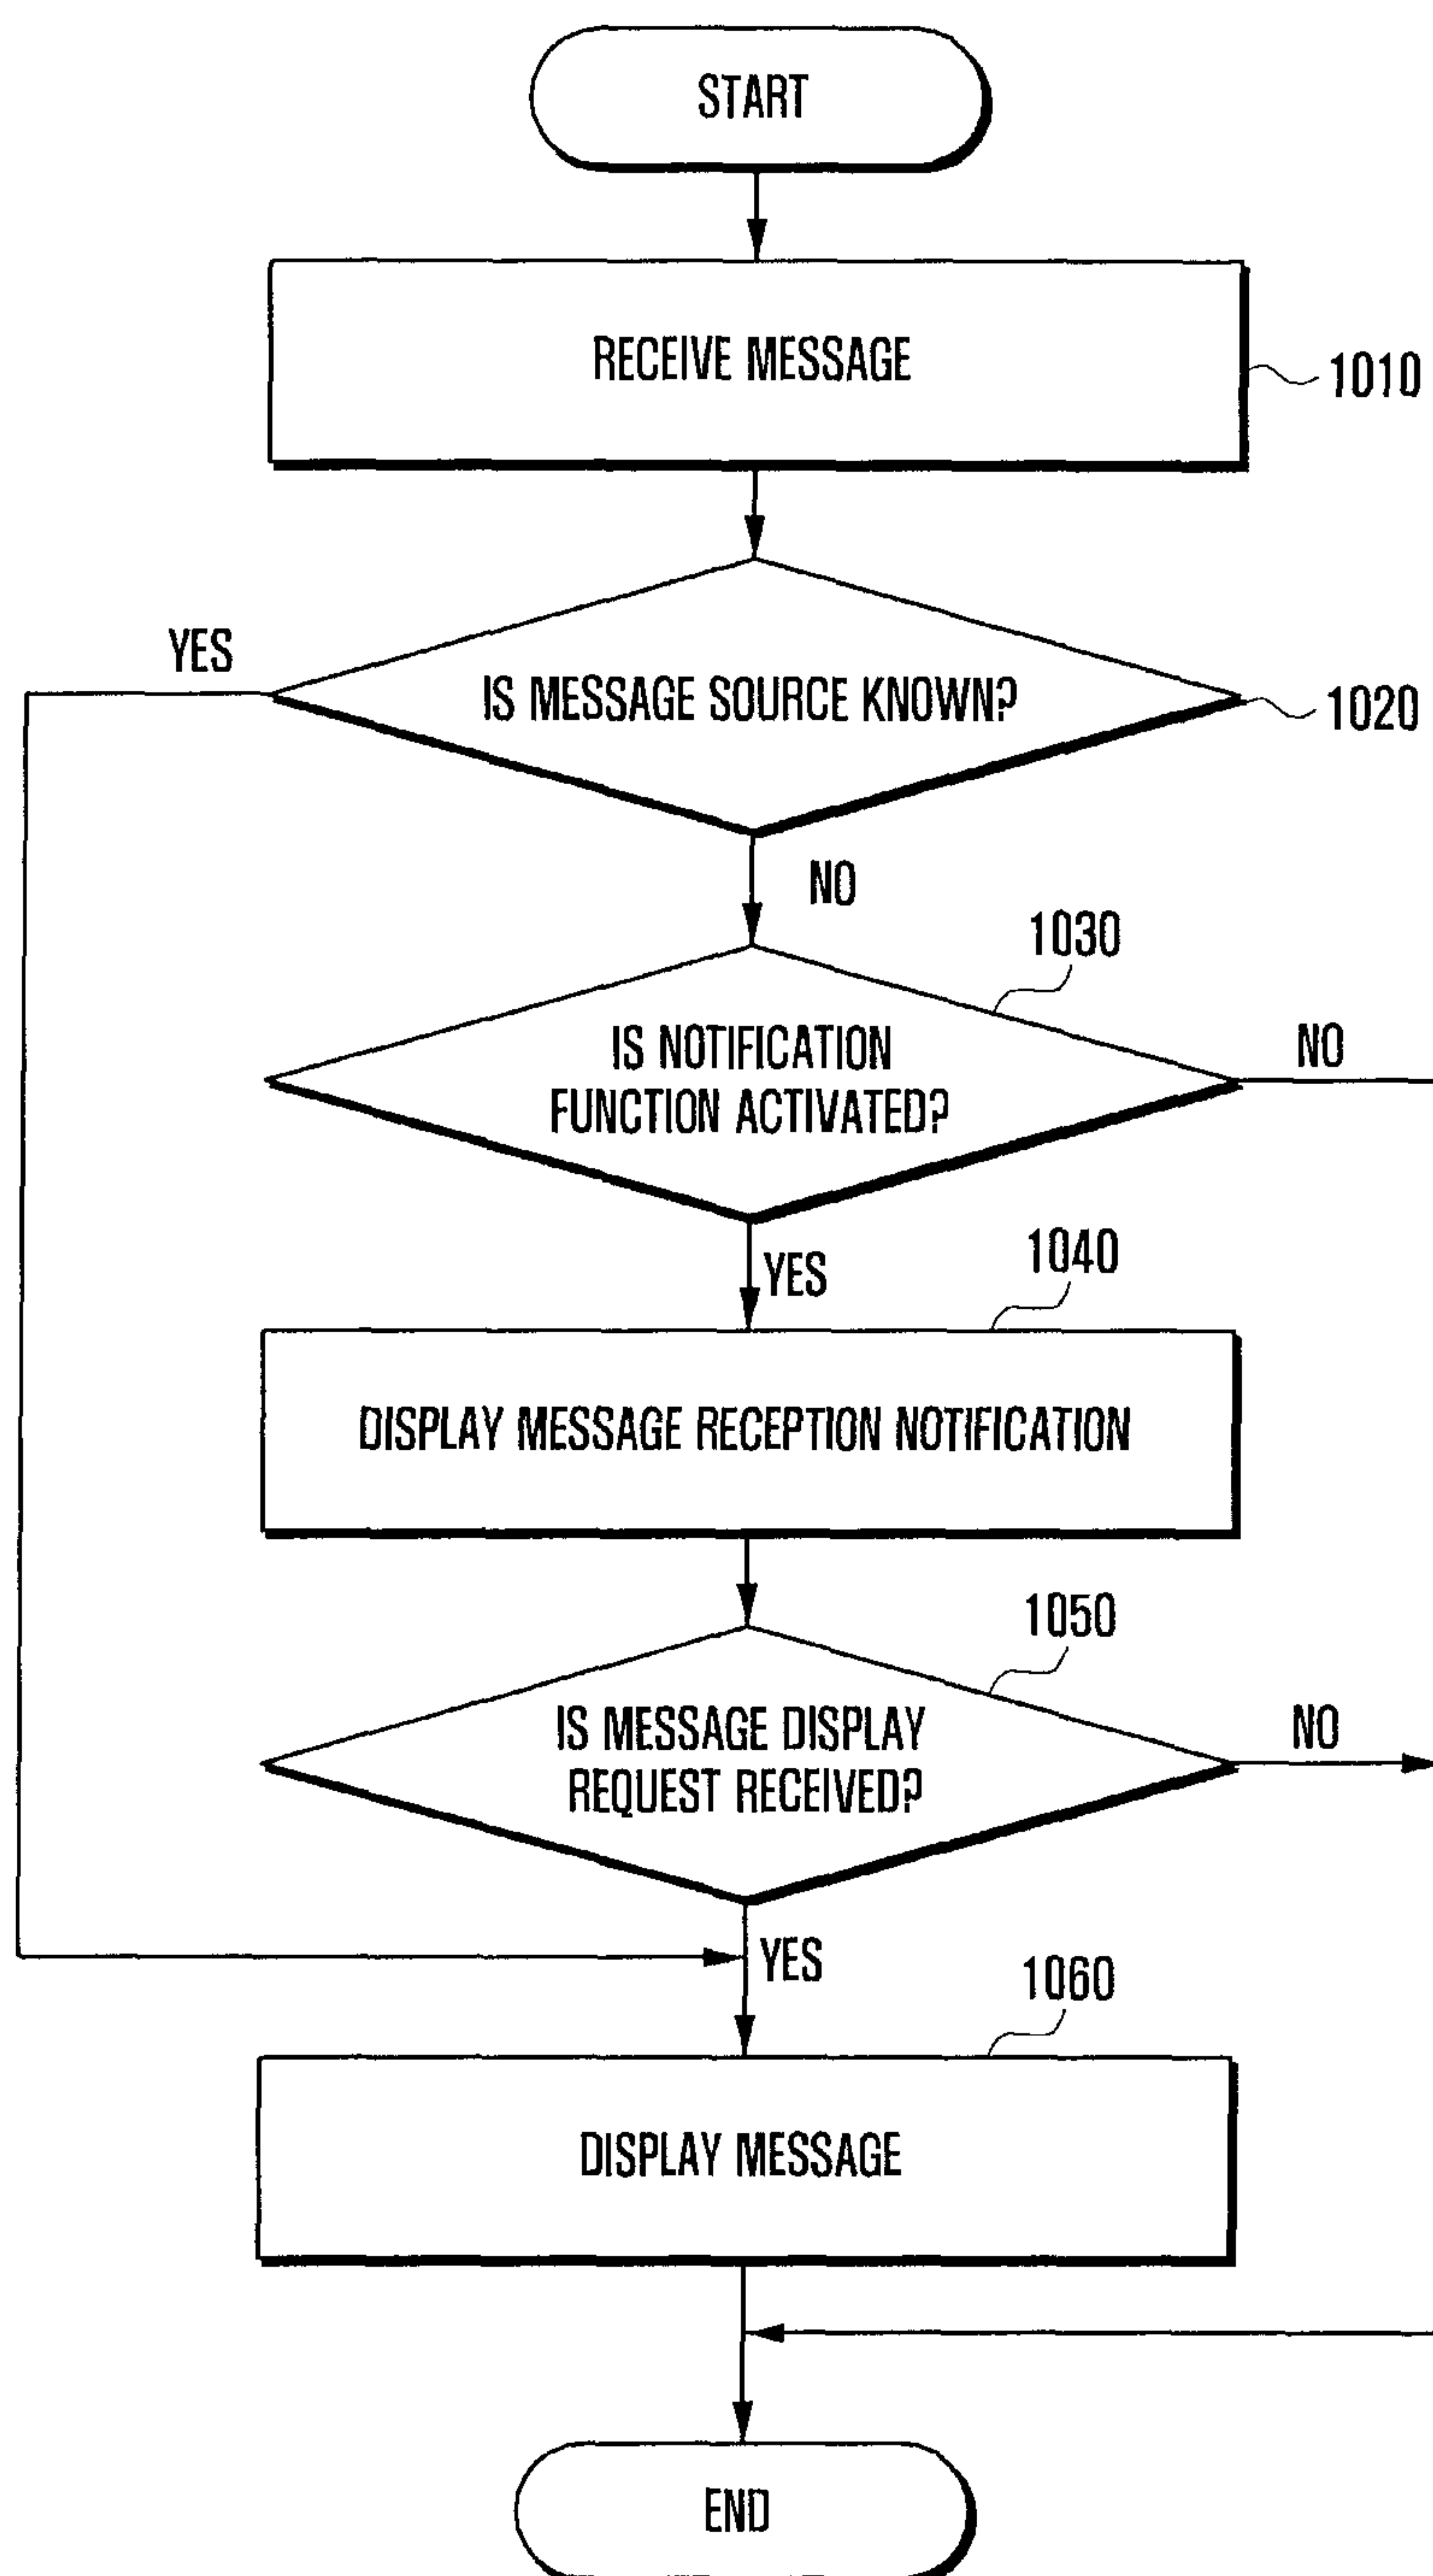 START
RECEIVE MESSAGE
1010
YES
IS MESSAGE SOURCE KNOWN?
1020
NO
1030
IS NOTIFICATION
FUNCTION ACTIVATED?
NO
YES
1040
DISPLAY MESSAGE RECEPTION NOTIFICATION
1050
IS MESSAGE DISPLAY
REQUEST RECEIVED?
NO
YES
1060
DISPLAY MESSAGE
END